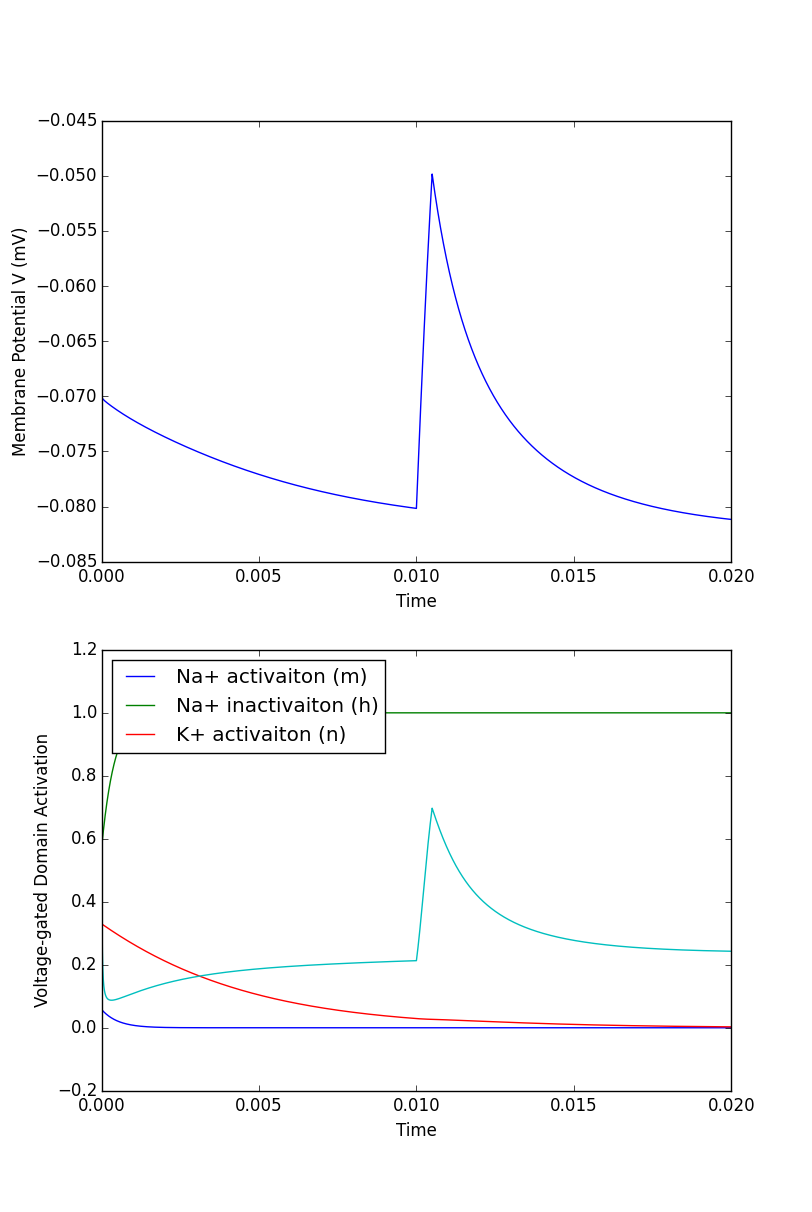 −0.045
−0.050
−0.055
−0.060
−0.065
−0.070
−0.075
−0.080
−0.085
Membrane Potential V (mV)
0.000 0.005 0.010 0.015 0.020
Time
1.2
1.0
0.8
0.6
0.4
0.2
0.0
−0.2
Voltage-gated Domain Activation
Na+ activaiton (m)
Na+ inactivaiton (h)
K+ activaiton (n)
0.000 0.005 0.010 0.015 0.020
Time